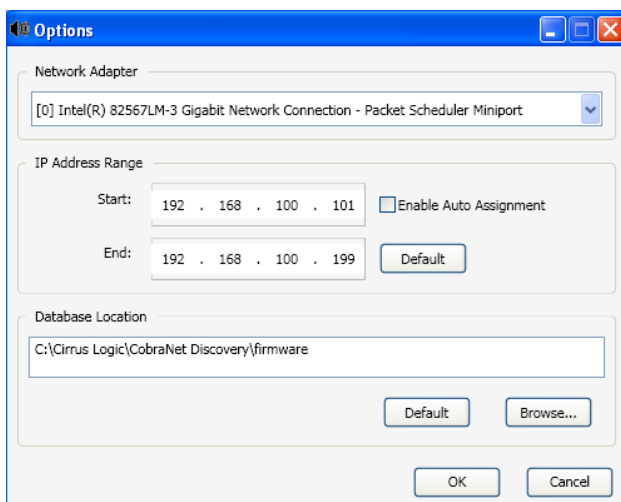 Options
Network Adapter
[0] Intel(R) 82567LM-3 Gigabit Network Connection - Packet Scheduler Miniport
IP Address Range
Start: 192 . 168 . 100 . 101 Enable Auto Assignment
End: 192 . 168 . 100 . 199 Default
Database Location
C:\Cirrus Logic\CobraNet Discovery\firmware
Default Browse...
OK Cancel